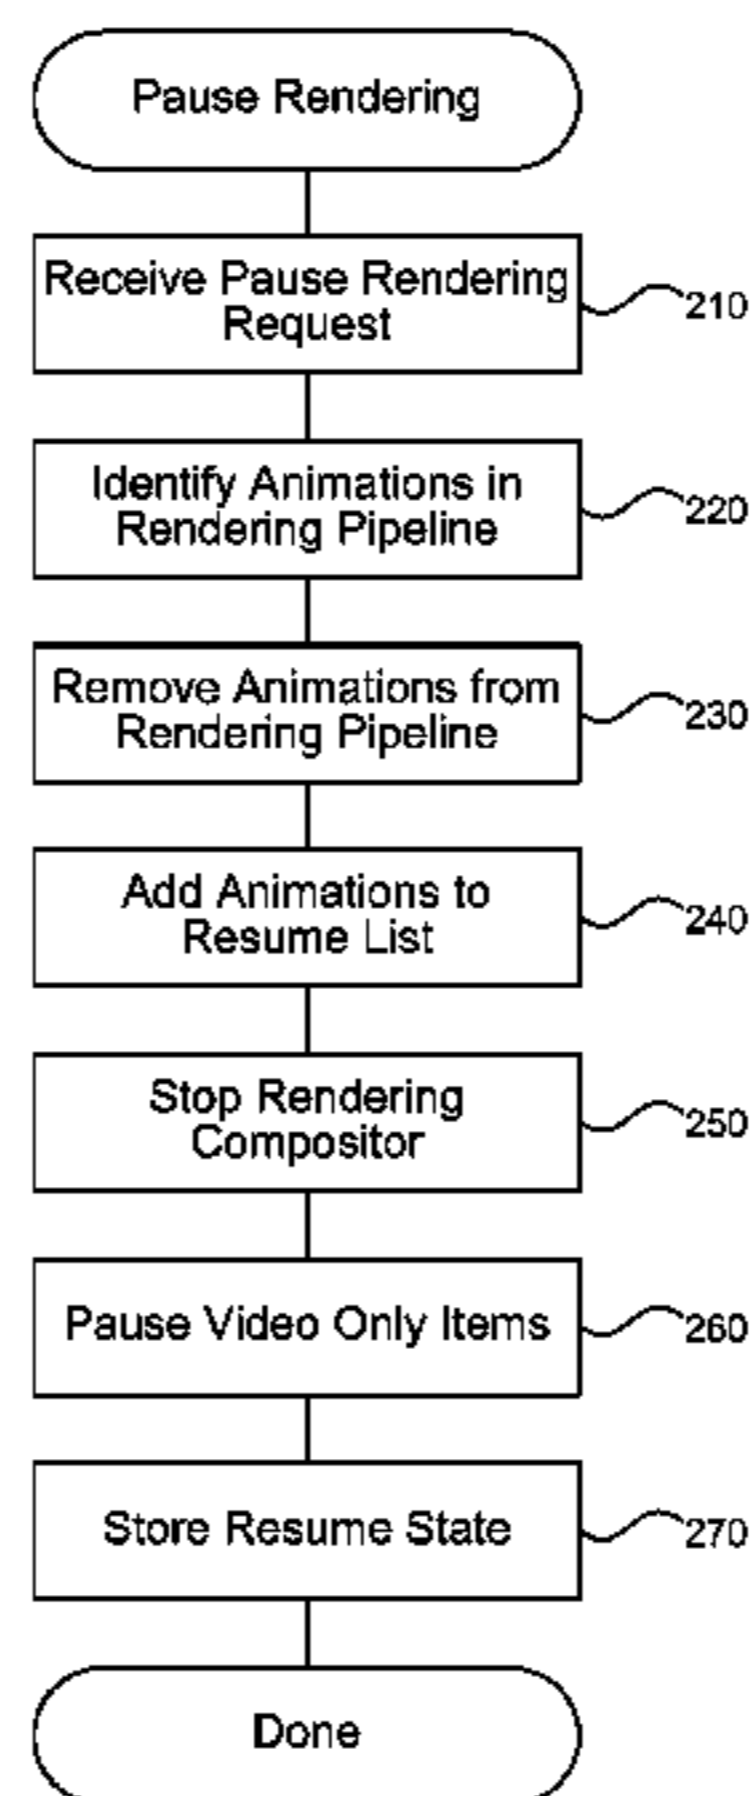 Pause Rendering
Receive Pause Rendering
Request
210
Identify Animations in
Rendering Pipeline
220
Remove Animations from
Rendering Pipeline
230
Add Animations to
Resume List
240
Stop Rendering
Compositor
250
Pause Video Only Items
260
Store Resume State
270
Done